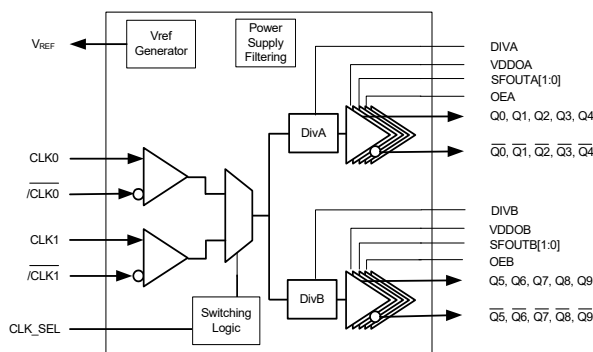 Vref
Generator
Power
Supply
Filtering
VREF
DIVA
VDDOA
SFOUTA[1:0]
OEA
DivA
Q0, Q1, Q2, Q3, Q4
Q0, Q1, Q2, Q3, Q4
CLK0
/CLK0
CLK1
/CLK1
DIVB
VDDOB
SFOUTB[1:0]
OEB
DivB
Q5, Q6, Q7, Q8, Q9
Q5, Q6, Q7, Q8, Q9
CLK_SEL
Switching
Logic